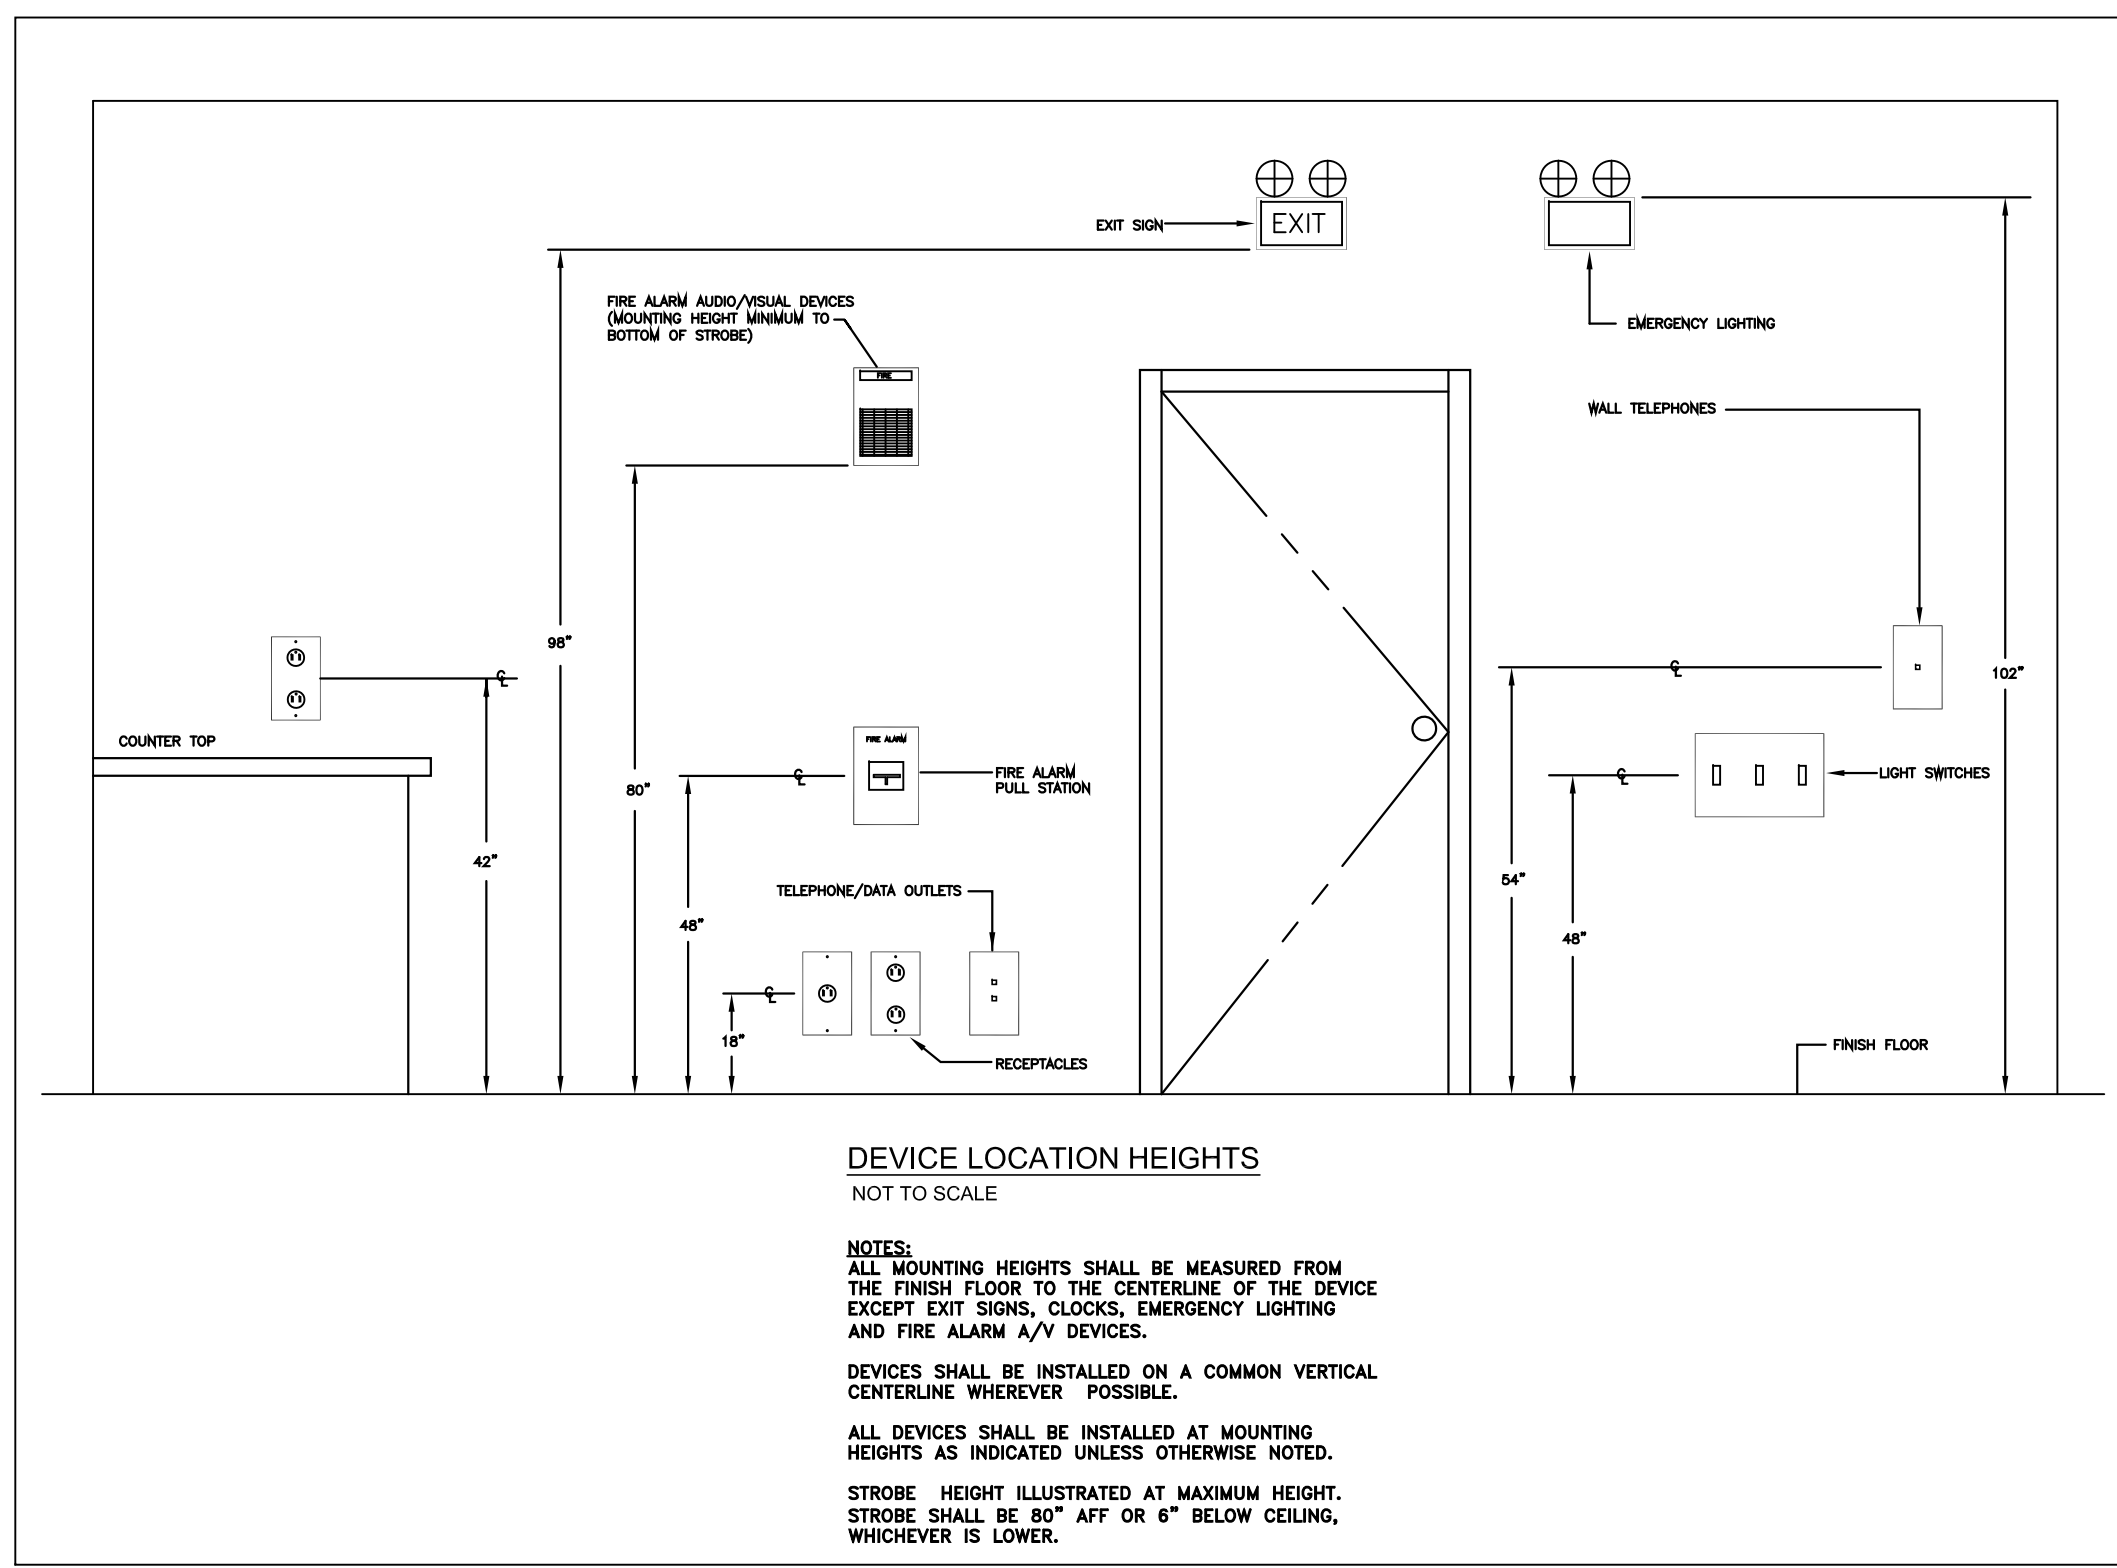 EXIT
EXIT SIGN
FIRE ALARM AUDIO/VISUAL DEVICES
(MOUNTING HEIGHT MINIMUM TO
BOTTOM OF STROBE)
EMERGENCY LIGHTING
FIRE
WALL TELEPHONES
98"
102"
℄
℄
COUNTER TOP
FIRE ALARM
℄
FIRE ALARM
PULL STATION
℄
LIGHT SWITCHES
80"
42"
54"
TELEPHONE/DATA OUTLETS
48"
48"
℄
18"
RECEPTACLES
FINISH FLOOR
DEVICE LOCATION HEIGHTS
NOT TO SCALE
NOTES:
ALL MOUNTING HEIGHTS SHALL BE MEASURED FROM
THE FINISH FLOOR TO THE CENTERLINE OF THE DEVICE
EXCEPT EXIT SIGNS, CLOCKS, EMERGENCY LIGHTING
AND FIRE ALARM A/V DEVICES.
DEVICES SHALL BE INSTALLED ON A COMMON VERTICAL
CENTERLINE WHEREVER POSSIBLE.
ALL DEVICES SHALL BE INSTALLED AT MOUNTING
HEIGHTS AS INDICATED UNLESS OTHERWISE NOTED.
STROBE HEIGHT ILLUSTRATED AT MAXIMUM HEIGHT.
STROBE SHALL BE 80" AFF OR 6" BELOW CEILING,
WHICHEVER IS LOWER.